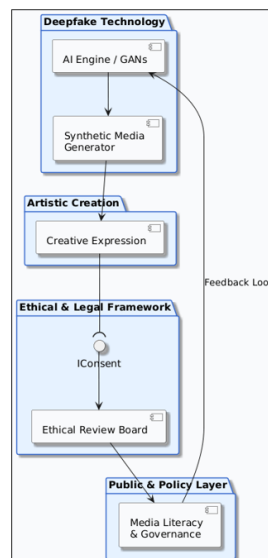 Deepfake Technology
AI Engine / GANs
Synthetic Media
Generator
Artistic Creation
Creative Expression
Feedback Loo
Ethical & Legal Framework
IConsent
Ethical Review Board
Public & Policy Layer
Media Literacy
& Governance